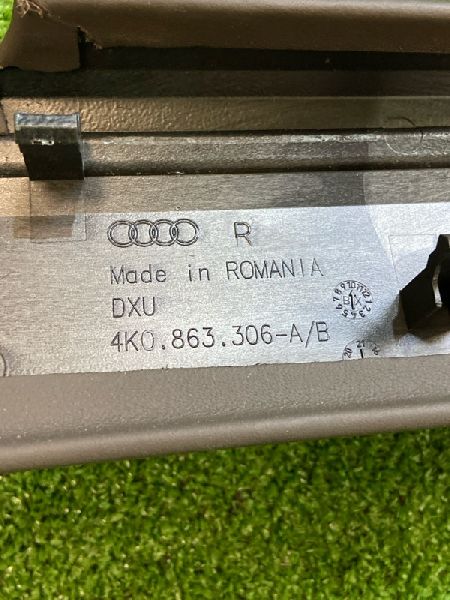 R
Made in ROMANIA
DXU
4K0.863.306-A/B